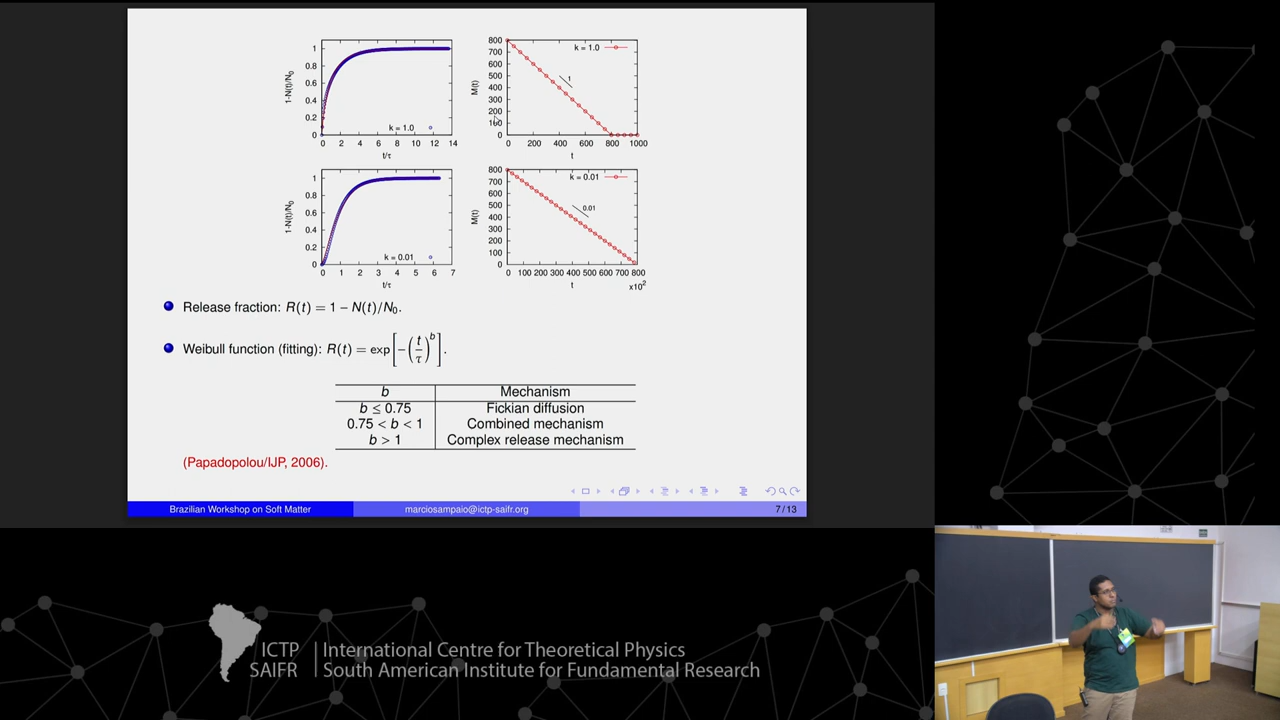 1-N(t)/N0
1
0.8
0.6
0.4
0.2
0
k = 1.0
0 2 4 6 8 10 12 14
t/τ
M(t)
800
700
600
500
400
300
200
100
0
k = 1.0
1
0 200 400 600 800 1000
t
1-N(t)/N0
1
0.8
0.6
0.4
0.2
0
k = 0.01
0 1 2 3 4 5 6 7
t/τ
M(t)
800
700
600
500
400
300
200
100
0
k = 0.01
0.01
0 100 200 300 400 500 600 700 800
x10²
t
Release fraction: R(t) = 1 − N(t)/N₀.
Weibull function (fitting): R(t) = exp[−(t/τ)^b].
b Mechanism
b ≤ 0.75 Fickian diffusion
0.75 < b < 1 Combined mechanism
b > 1 Complex release mechanism
(Papadopolou/IJP, 2006).
Brazilian Workshop on Soft Matter marciosampaio@ictp-saifr.org 7 / 13
ICTP International Centre for Theoretical Physics
SAIFR South American Institute for Fundamental Research